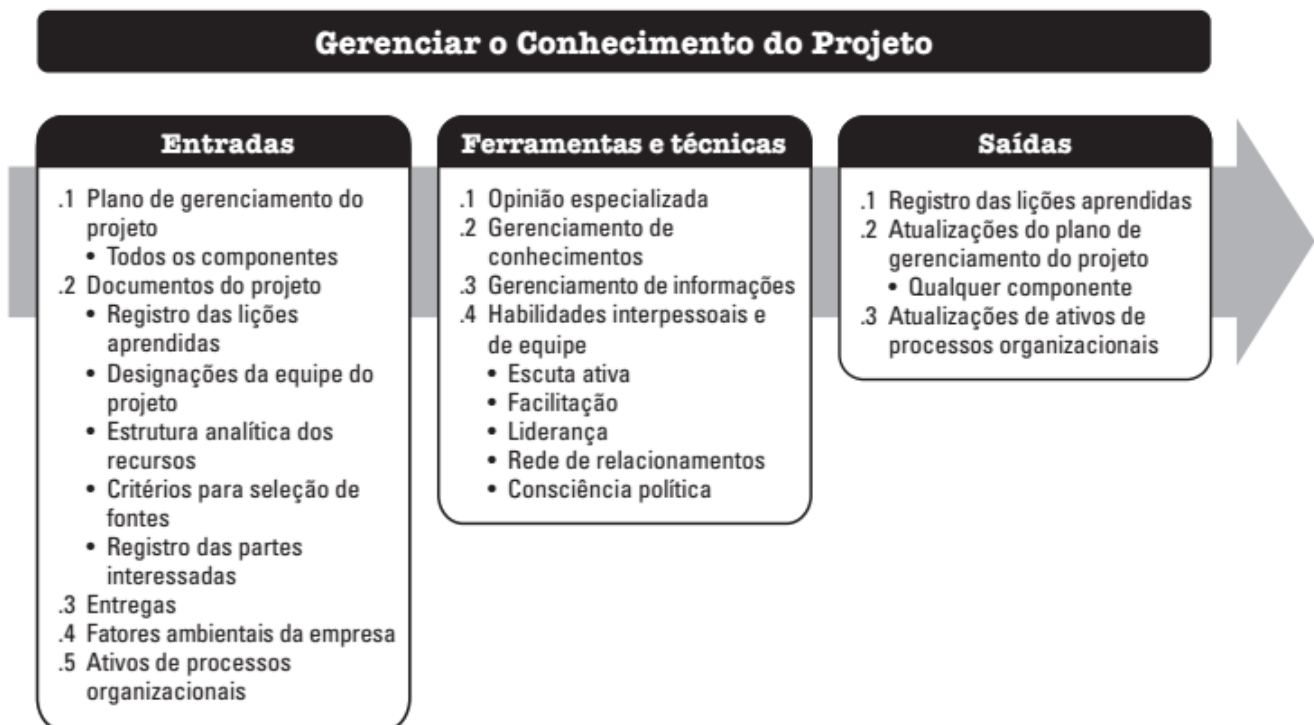 Gerenciar o Conhecimento do Projeto
Entradas
.1 Plano de gerenciamento do
projeto
• Todos os componentes
.2 Documentos do projeto
• Registro das lições
aprendidas
• Designações da equipe do
projeto
• Estrutura analítica dos
recursos
• Critérios para seleção de
fontes
• Registro das partes
interessadas
.3 Entregas
.4 Fatores ambientais da empresa
.5 Ativos de processos
organizacionais
Ferramentas e técnicas
.1 Opinião especializada
.2 Gerenciamento de
conhecimentos
.3 Gerenciamento de informações
.4 Habilidades interpessoais e
de equipe
• Escuta ativa
• Facilitação
• Liderança
• Rede de relacionamentos
• Consciência política
Saídas
.1 Registro das lições aprendidas
.2 Atualizações do plano de
gerenciamento do projeto
• Qualquer componente
.3 Atualizações de ativos de
processos organizacionais